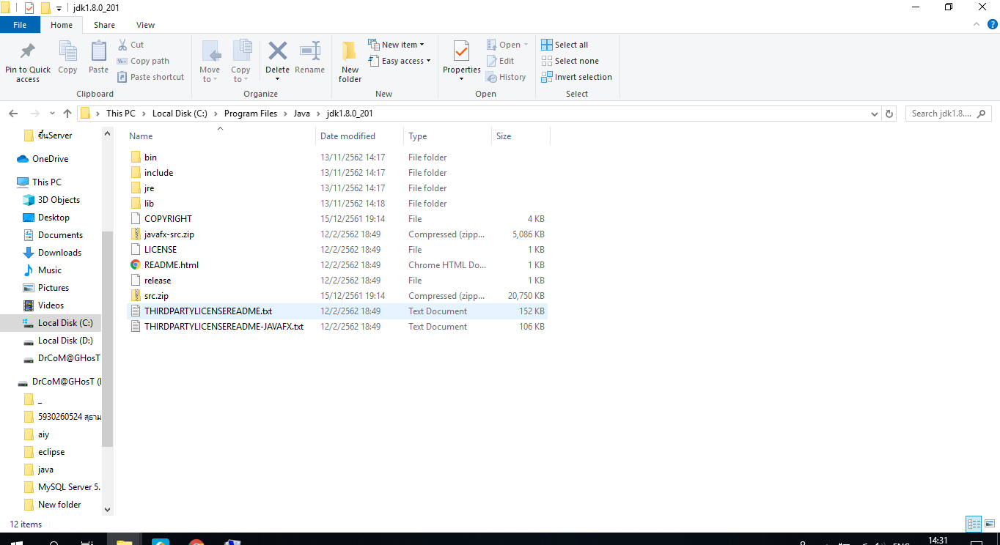 jdk1.8.0_201
File Home Share View
Pin to Quick access
Copy
Paste
Cut
Copy path
Paste shortcut
Move to
Copy to
Delete
Rename
New folder
New item
Easy access
Properties
Open
Edit
History
Select all
Select none
Invert selection
Clipboard Organize New Open Select
This PC › Local Disk (C:) › Program Files › Java › jdk1.8.0_201
Search jdk1.8....
ขึ้นServer
OneDrive
This PC
3D Objects
Desktop
Documents
Downloads
Music
Pictures
Videos
Local Disk (C:)
Local Disk (D:)
DrCoM@GHosT
DrCoM@GHosT (
_
5930260524 สุธาม
aiy
eclipse
java
MySQL Server 5.
New folder
Name Date modified Type Size
bin 13/11/2562 14:17 File folder
include 13/11/2562 14:17 File folder
jre 13/11/2562 14:17 File folder
lib 13/11/2562 14:18 File folder
COPYRIGHT 15/12/2561 19:14 File 4 KB
javafx-src.zip 12/2/2562 18:49 Compressed (zipp... 5,086 KB
LICENSE 12/2/2562 18:49 File 1 KB
README.html 12/2/2562 18:49 Chrome HTML Do... 1 KB
release 12/2/2562 18:49 File 1 KB
src.zip 15/12/2561 19:14 Compressed (zipp... 20,750 KB
THIRDPARTYLICENSEREADME.txt 12/2/2562 18:49 Text Document 152 KB
THIRDPARTYLICENSEREADME-JAVAFX.txt 12/2/2562 18:49 Text Document 106 KB
12 items
14:31